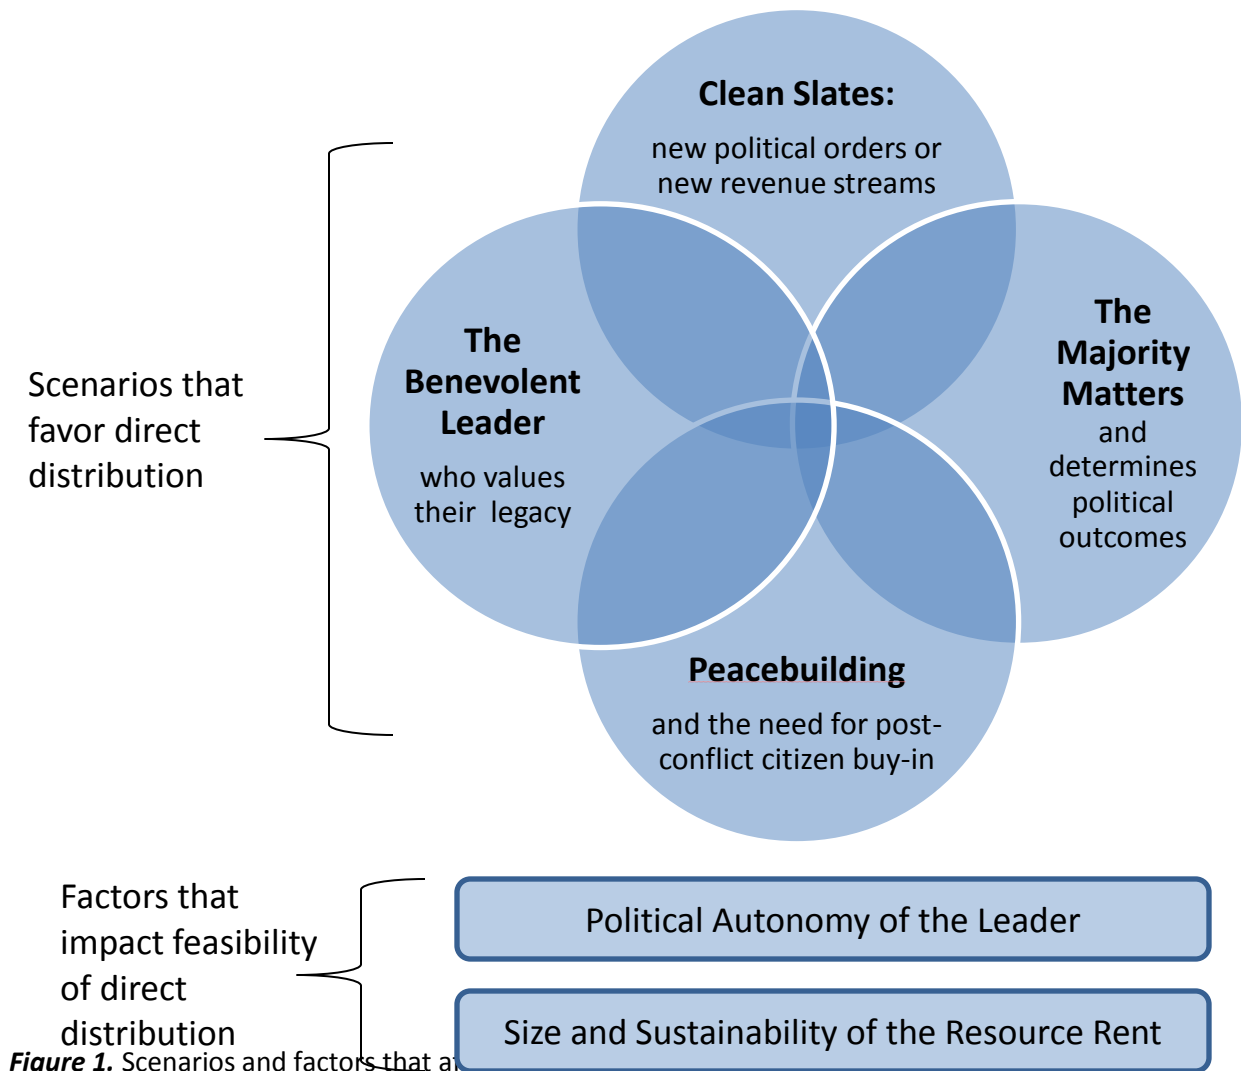 Clean Slates:
new political orders or
new revenue streams
Scenarios that
favor direct
distribution
The
Benevolent
Leader
who values
their legacy
The
Majority
Matters
and
determines
political
outcomes
Peacebuilding
and the need for post-
conflict citizen buy-in
Factors that
impact feasibility
of direct
distribution
Political Autonomy of the Leader
Size and Sustainability of the Resource Rent
Figure 1. Scenarios and factors that